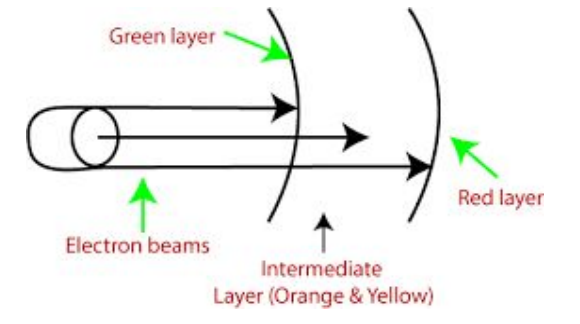 Green layer
Red layer
Electron beams
Intermediate
Layer (Orange & Yellow)